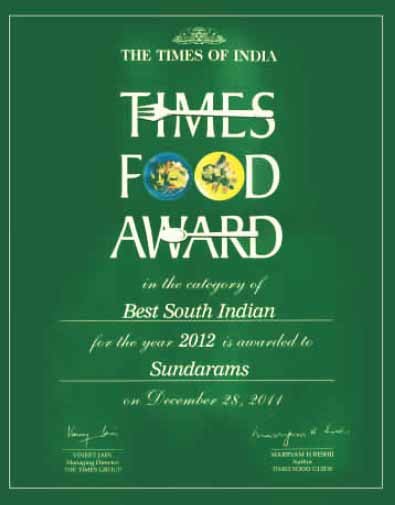 THE TIMES OF INDIA
TIMES
FOOD
AWARD
in the category of
Best South Indian
for the year 2012 is awarded to
Sundarams
on December 28, 2011
VINEET JAIN
Managing Director
THE TIMES GROUP
MARRYAM H RESHII
Author
TIMES FOOD GUIDE